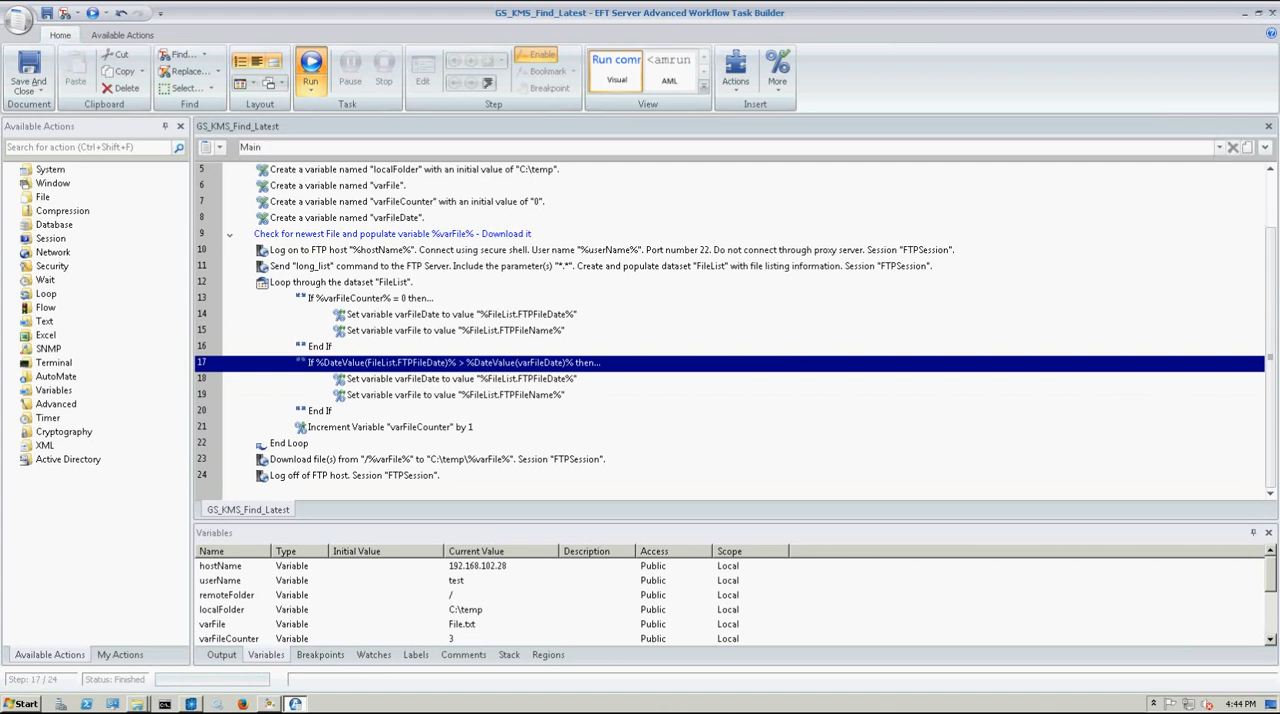 GS_KMS_Find_Latest - EFT Server Advanced Workflow Task Builder
Home
Available Actions
Save And
Close
Document
Paste
Cut
Copy
Delete
Clipboard
Find...
Replace...
Select...
Find
Layout
Run
Pause
Stop
Task
Edit
Enable
Bookmark
Breakpoint
Step
Run comr
Visual
<amrun
AML
View
Actions
More
Insert
Available Actions
Search for action (Ctrl+Shift+F)
System
Window
File
Compression
Database
Session
Network
Security
Wait
Loop
Flow
Text
Excel
SNMP
Terminal
AutoMate
Variables
Advanced
Timer
Cryptography
XML
Active Directory
Available Actions
My Actions
GS_KMS_Find_Latest
Main
5 Create a variable named "localFolder" with an initial value of "C:\temp".
6 Create a variable named "varFile".
7 Create a variable named "varFileCounter" with an initial value of "0".
8 Create a variable named "varFileDate".
9 Check for newest File and populate variable %varFile% - Download it
10 Log on to FTP host "%hostName%". Connect using secure shell. User name "%userName%". Port number 22. Do not connect through proxy server. Session "FTPSession".
11 Send "long_list" command to the FTP Server. Include the parameter(s) "*.*". Create and populate dataset "FileList" with file listing information. Session "FTPSession".
12 Loop through the dataset "FileList".
13 If %varFileCounter% = 0 then...
14 Set variable varFileDate to value "%FileList.FTPFileDate%"
15 Set variable varFile to value "%FileList.FTPFileName%"
16 End If
17 If %DateValue(FileList.FTPFileDate)% > %DateValue(varFileDate)% then...
18 Set variable varFileDate to value "%FileList.FTPFileDate%"
19 Set variable varFile to value "%FileList.FTPFileName%"
20 End If
21 Increment Variable "varFileCounter" by 1
22 End Loop
23 Download file(s) from "/%varFile%" to "C:\temp\%varFile%". Session "FTPSession".
24 Log off of FTP host. Session "FTPSession".
GS_KMS_Find_Latest
Variables
Name Type Initial Value Current Value Description Access Scope
hostName Variable 192.168.102.28 Public Local
userName Variable test Public Local
remoteFolder Variable / Public Local
localFolder Variable C:\temp Public Local
varFile Variable File.txt Public Local
varFileCounter Variable 3 Public Local
Output Variables Breakpoints Watches Labels Comments Stack Regions
Step: 17 / 24 Status: Finished
Start
4:44 PM